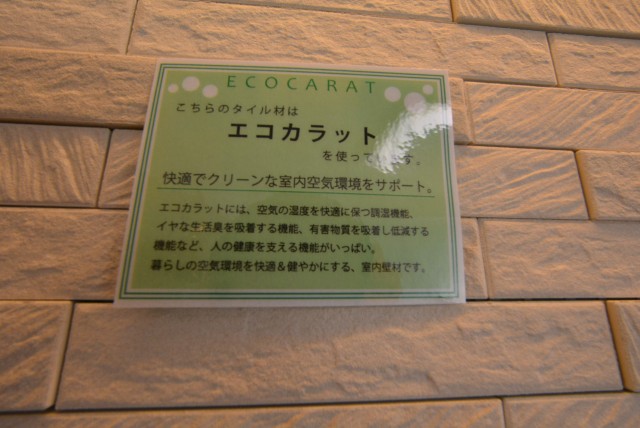 ECOCARAT
こちらのタイル材は
エコカラット
を使って す。
快適でクリーンな室内空気環境をサポート。
エコカラットには、空気の湿度を快適に保つ調湿機能、
イヤな生活臭を吸着する機能、有害物質を吸着し低減する
機能など、人の健康を支える機能がいっぱい。
暮らしの空気環境を快適&健やかにする、室内壁材です。